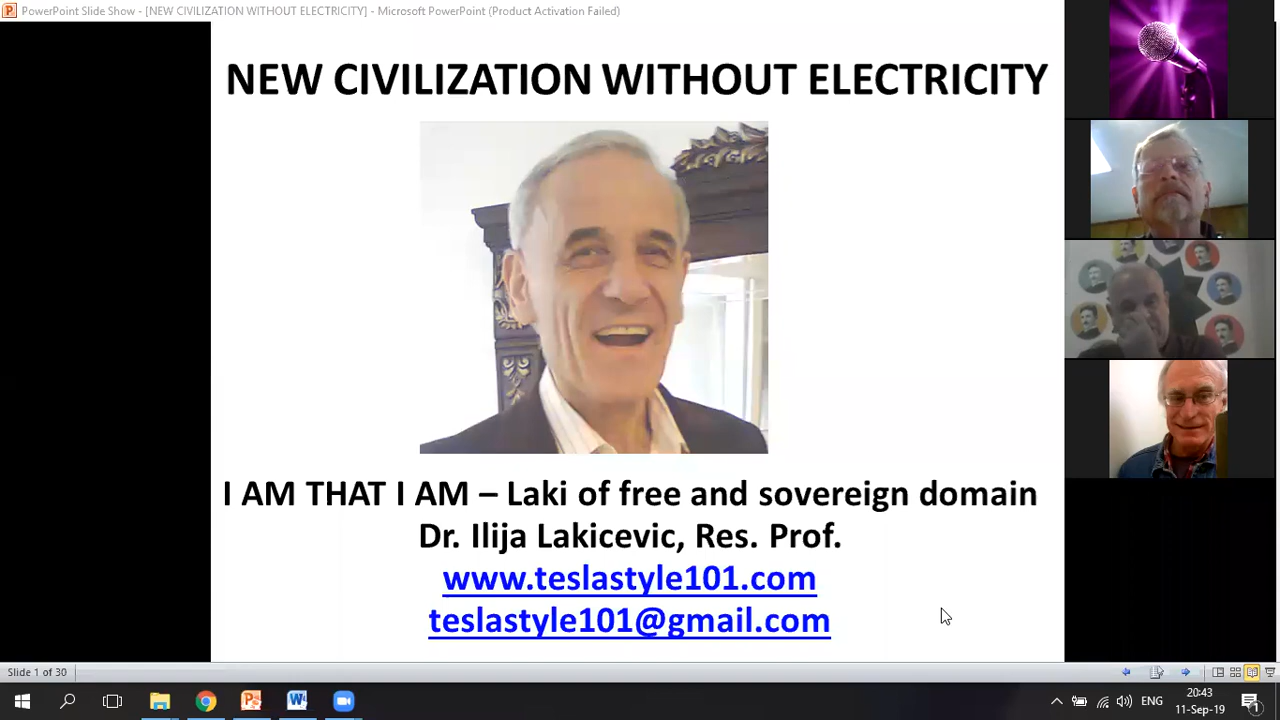 PowerPoint Slide Show - [NEW CIVILIZATION WITHOUT ELECTRICITY] - Microsoft PowerPoint (Product Activation Failed)
NEW CIVILIZATION WITHOUT ELECTRICITY
I AM THAT I AM – Laki of free and sovereign domain
Dr. Ilija Lakicevic, Res. Prof.
www.teslastyle101.com
teslastyle101@gmail.com
Slide 1 of 30
ENG
20:43
11-Sep-19
1